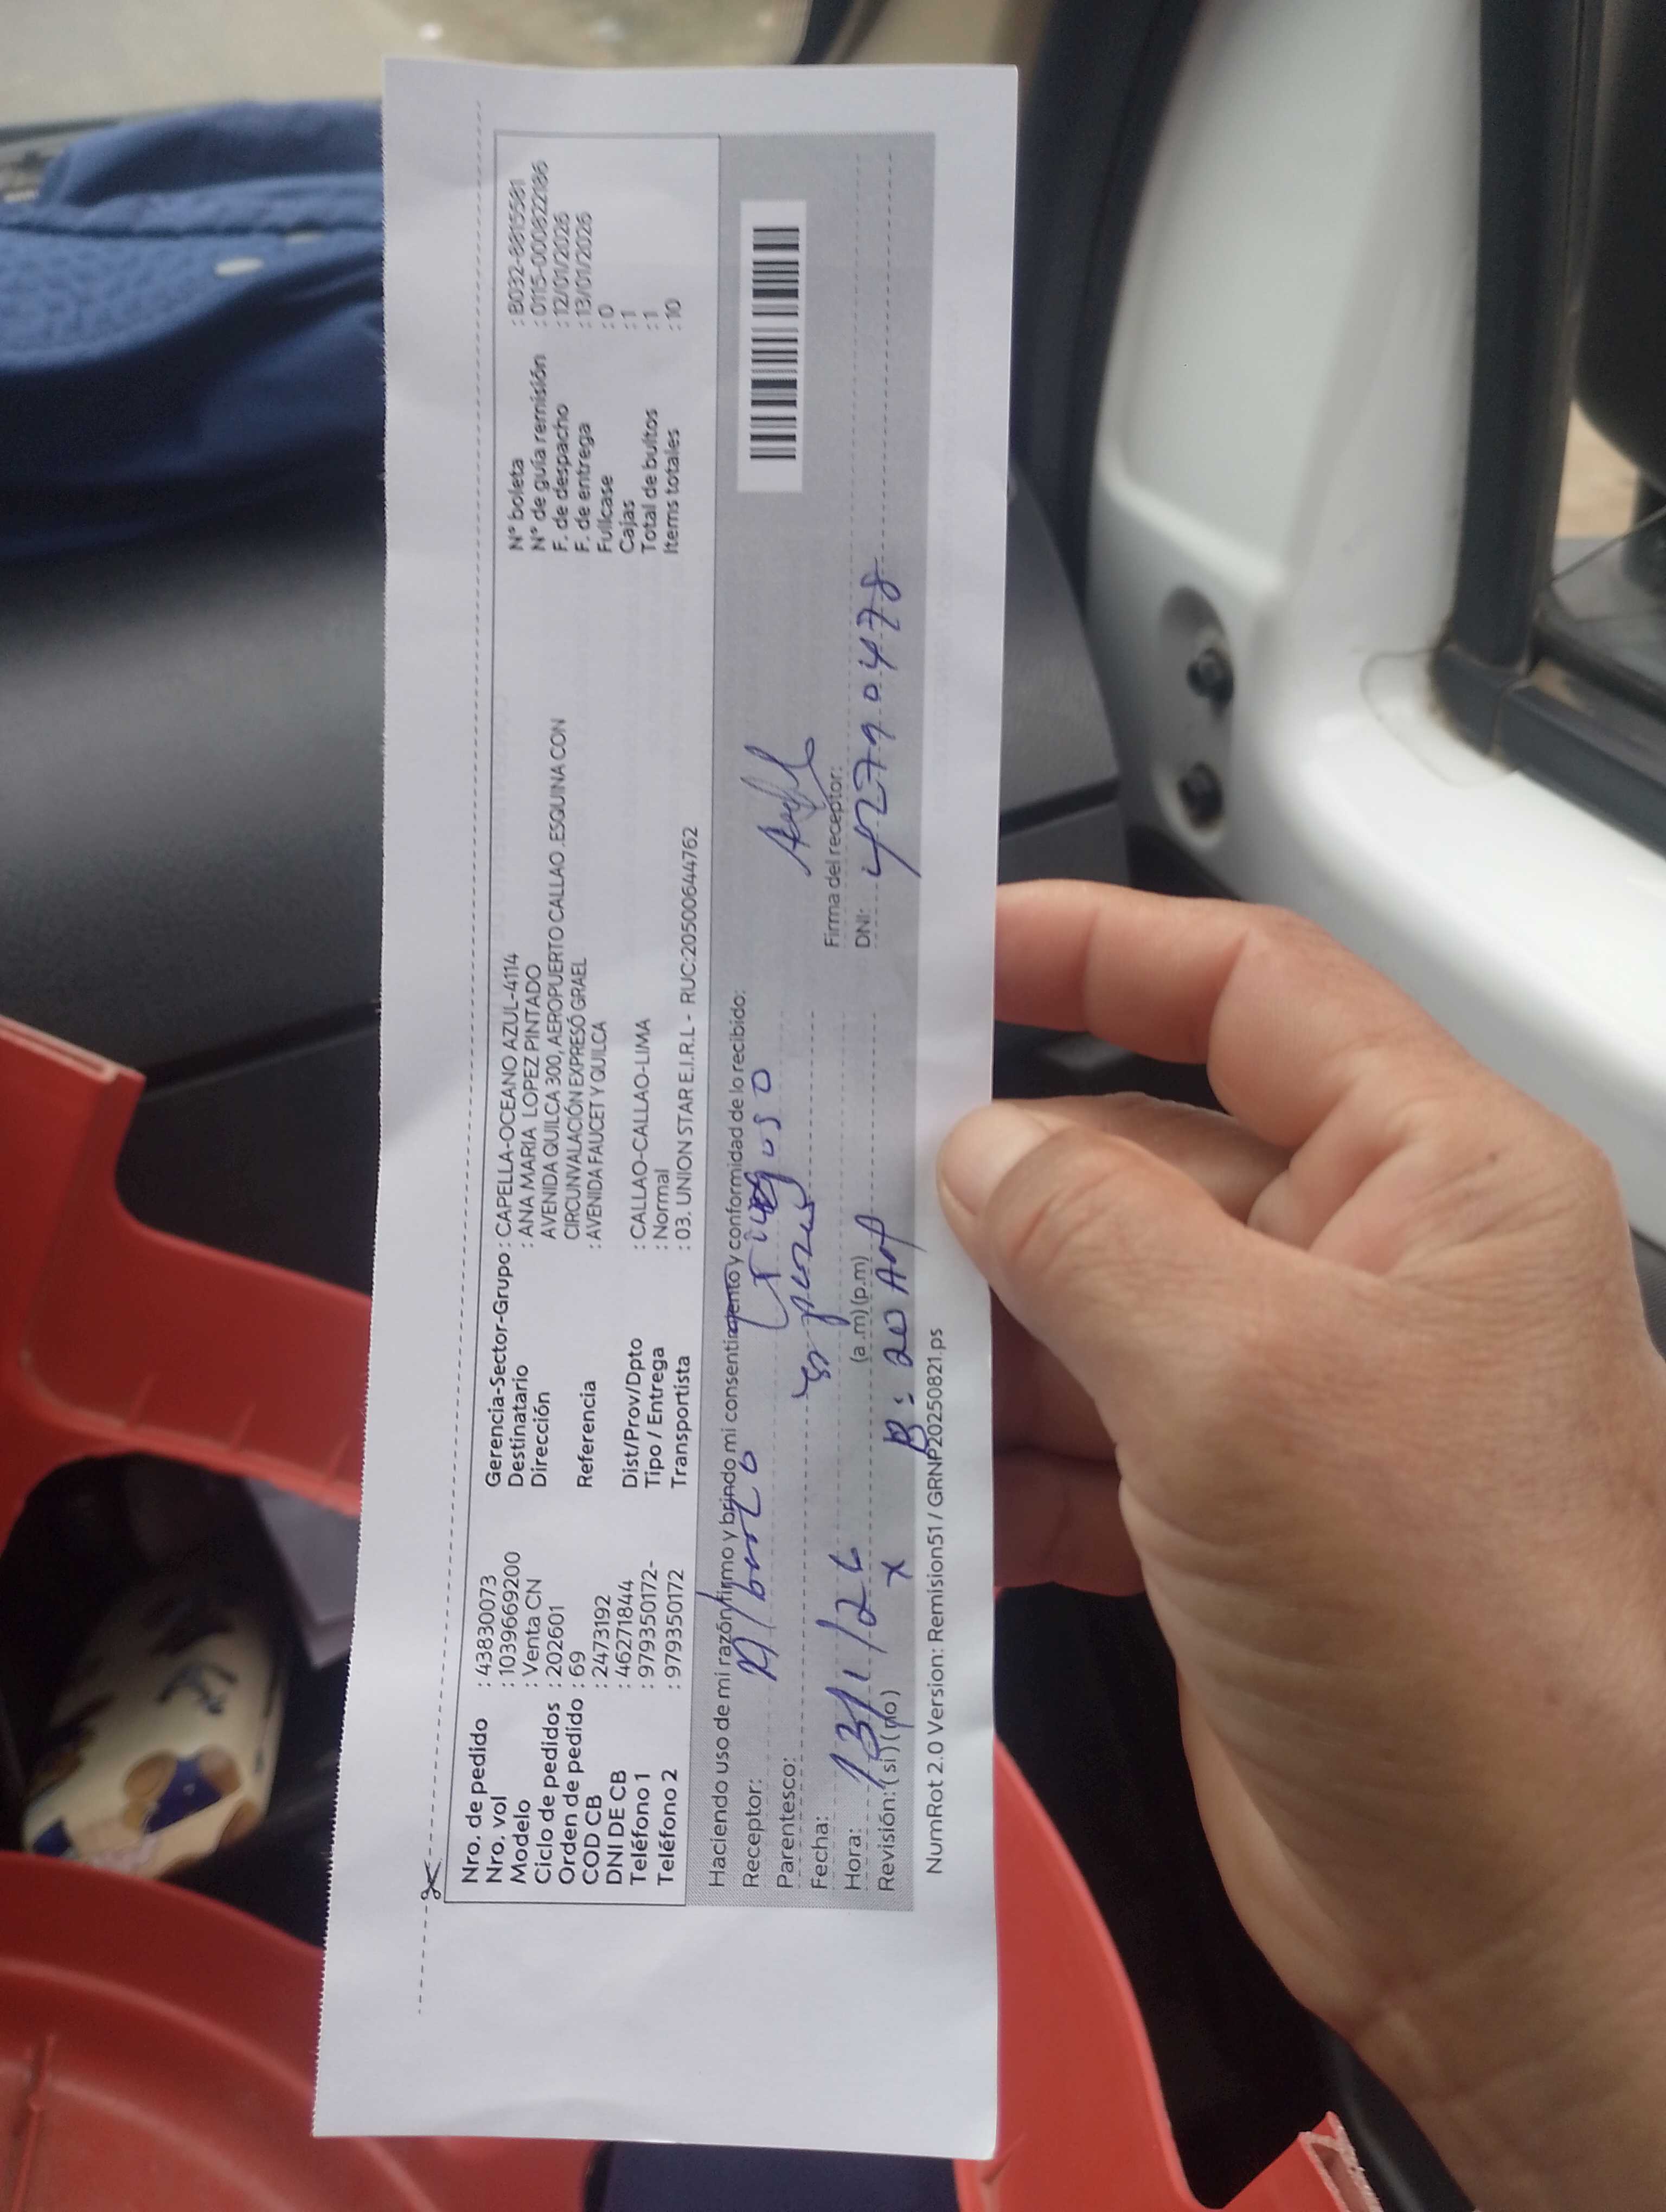 Nro. de pedido : 43830073
Nro. vol : 1039669200
Modelo : Venta CN
Ciclo de pedidos : 202601
Orden de pedido : 69
COD CB : 2473192
DNI DE CB : 46271844
Teléfono 1 : 979350172-
Teléfono 2 : 979350172
Gerencia-Sector-Grupo : CAPELLA-OCEANO AZUL-4114
Destinatario : ANA MARIA LOPEZ PINTADO
Dirección AVENIDA QUILCA 300, AEROPUERTO CALLAO .ESQUINA CON
CIRCUNVALACIÓN EXPRESÓ GRAEL
Referencia : AVENIDA FAUCET Y QUILCA
Dist/Prov/Dpto : CALLAO-CALLAO-LIMA
Tipo / Entrega : Normal
Transportista : 03. UNION STAR E.I.R.L - RUC:20500644762
N° boleta : B032-8815581
N° de guía remisión : 0115-0000822186
F. de despacho : 12/01/2026
F. de entrega : 13/01/2026
Fullcase : 0
Cajas : 1
Total de bultos : 1
Items totales : 10
Haciendo uso de mi razón firmo y brindo mi consentimiento y conformidad de lo recibido:
Receptor: Alberto
Parentesco: esposo
Fecha: 13/1/26
Hora: (a .m) (p.m)
Revisión: ( si ) ( no ) x
Firma del receptor:
DNI: 42790478
NumRot 2.0 Version: Remision51 / GRNP20250821.ps